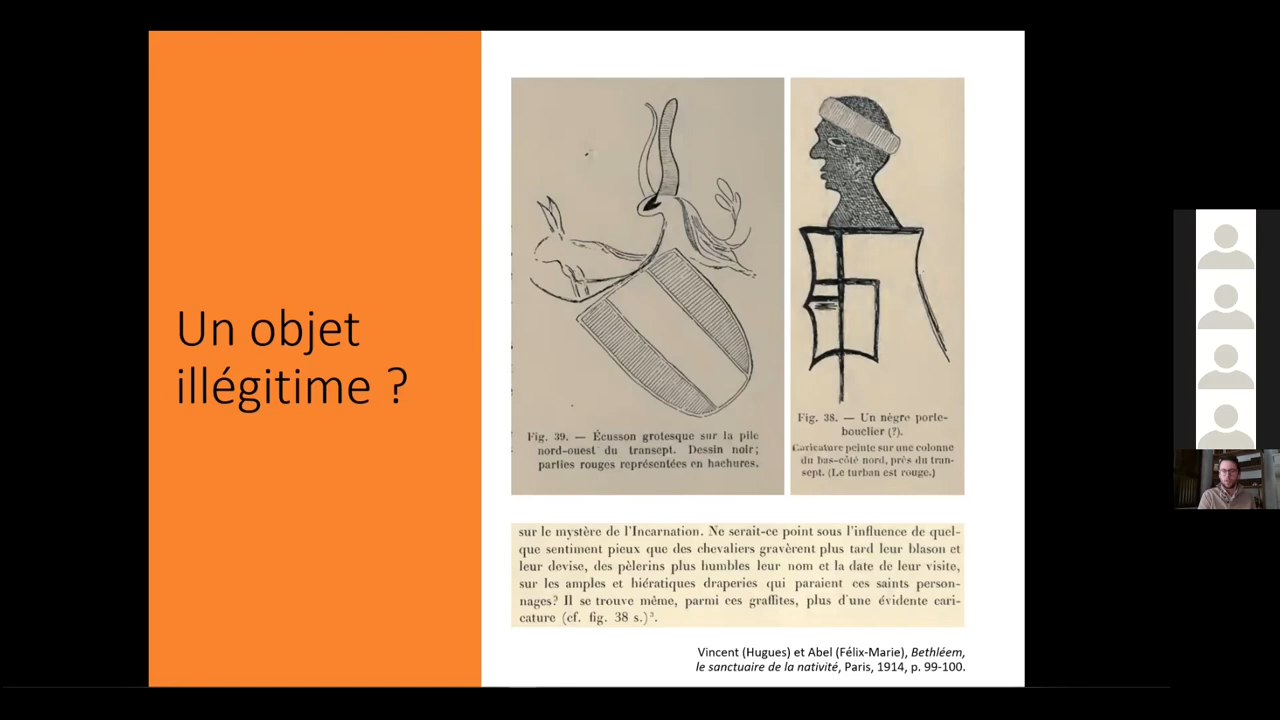 Un objet
illégitime ?
Fig. 39. — Écusson grotesque sur la pile
nord-ouest du transept. Dessin noir;
parties rouges représentées en hachures.
Fig. 38. — Un nègre porte-
bouclier (?).
Caricature peinte sur une colonne
du bas-côté nord, près du tran-
sept. (Le turban est rouge.)
sur le mystère de l'Incarnation. Ne serait-ce point sous l'influence de quel-
que sentiment pieux que des chevaliers gravèrent plus tard leur blason et
leur devise, des pèlerins plus humbles leur nom et la date de leur visite,
sur les amples et hiératiques draperies qui paraient ces saints person-
nages? Il se trouve même, parmi ces graffites, plus d'une évidente cari-
cature (cf. fig. 38 s.)³.
Vincent (Hugues) et Abel (Félix-Marie), Bethléem,
le sanctuaire de la nativité, Paris, 1914, p. 99-100.